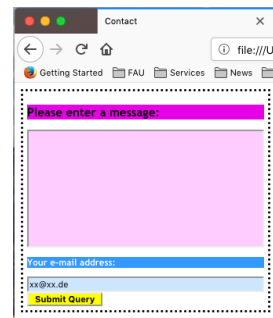 Contact
file:///U
Getting Started FAU Services News
Please enter a message:
Your e-mail address:
xx@xx.de
Submit Query